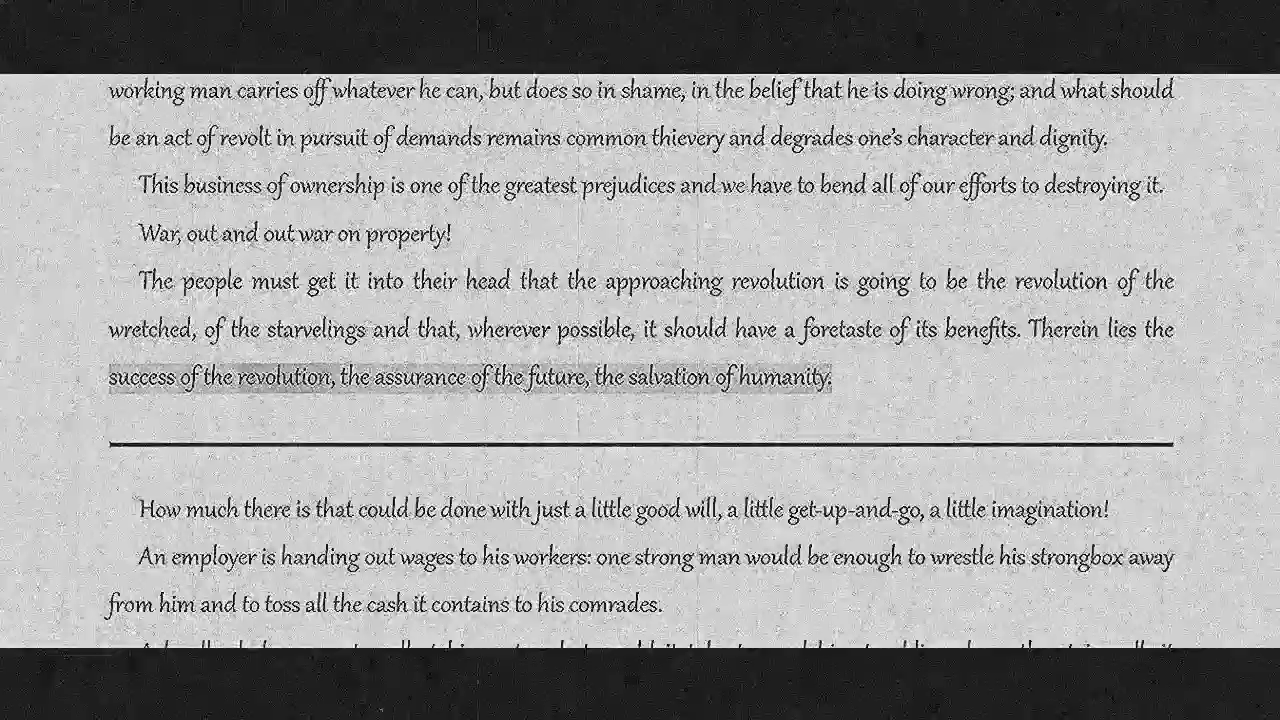 working man carries off whatever he can, but does so in shame, in the belief that he is doing wrong; and what should
be an act of revolt in pursuit of demands remains common thievery and degrades one's character and dignity.
This business of ownership is one of the greatest prejudices and we have to bend all of our efforts to destroying it.
War, out and out war on property!
The people must get it into their head that the approaching revolution is going to be the revolution of the
wretched, of the starvelings and that, wherever possible, it should have a foretaste of its benefits. Therein lies the
success of the revolution, the assurance of the future, the salvation of humanity.
How much there is that could be done with just a little good will, a little get-up-and-go, a little imagination!
An employer is handing out wages to his workers: one strong man would be enough to wrestle his strongbox away
from him and to toss all the cash it contains to his comrades.